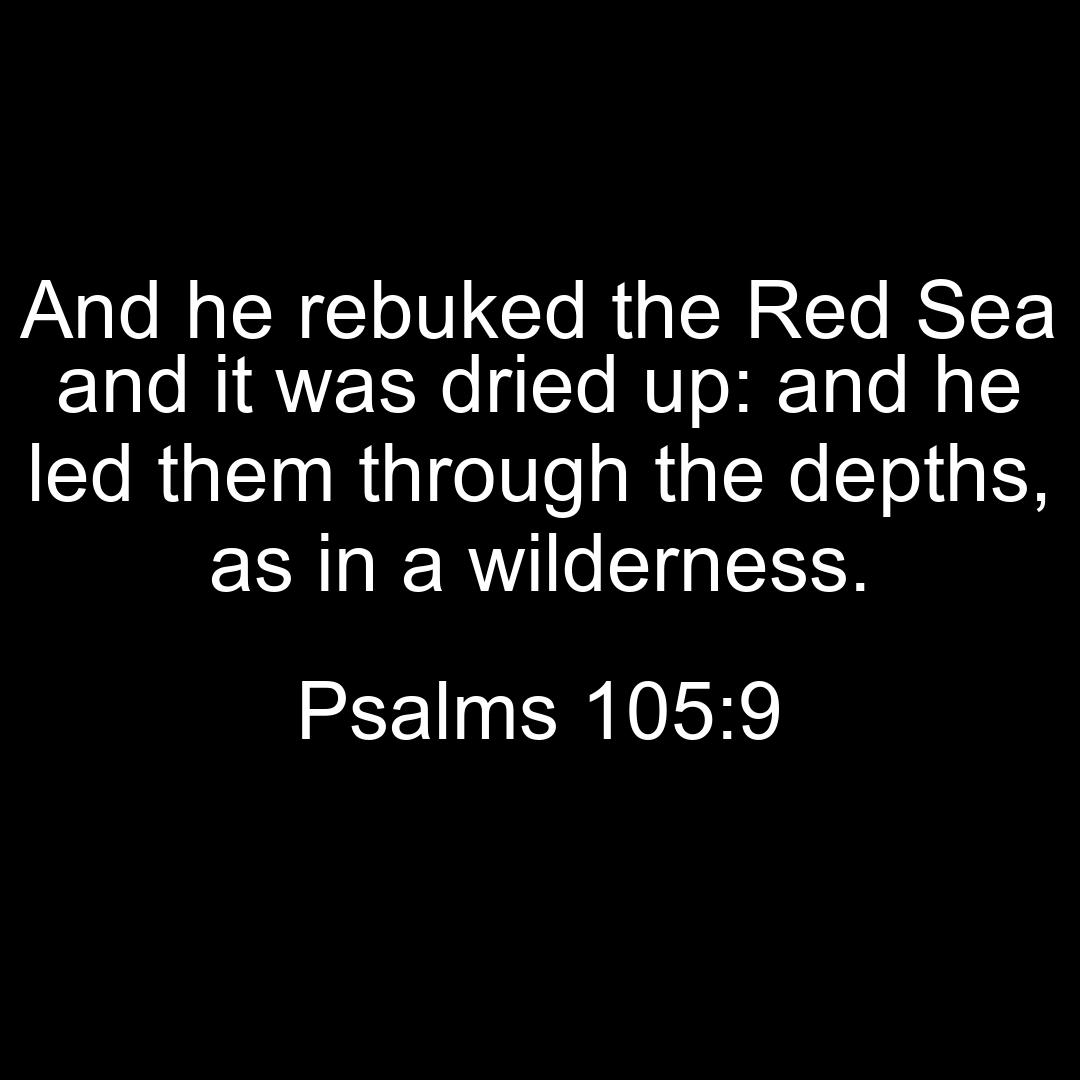 And he rebuked the Red Sea
and it was dried up: and he
led them through the depths,
as in a wilderness.
Psalms 105:9